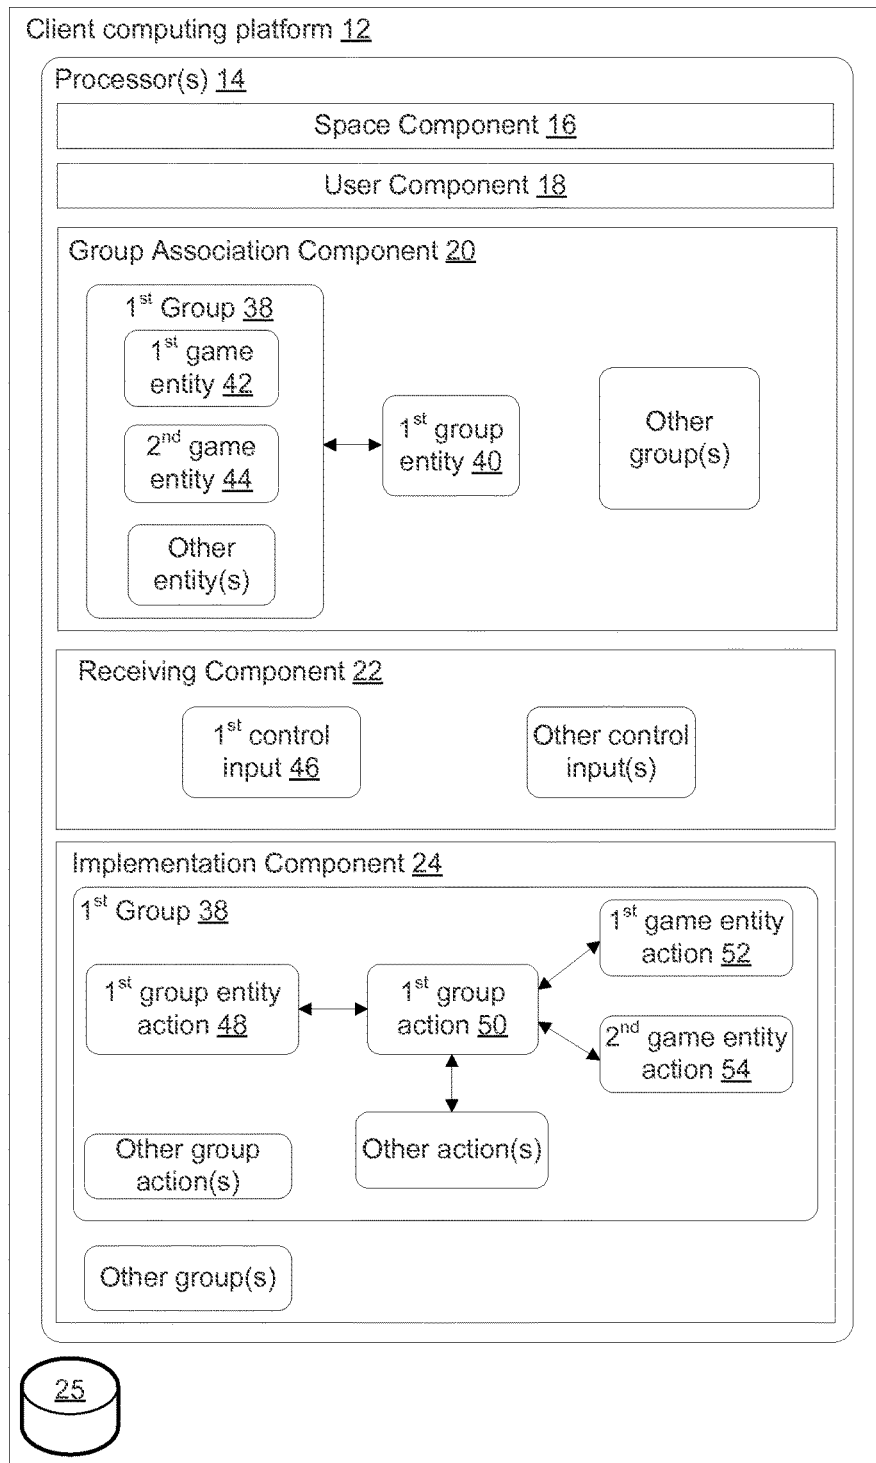 Client computing platform 12
Processor(s) 14
Space Component 16
User Component 18
Group Association Component 20
1st Group 38
1st game
entity 42
2nd game
entity 44
Other
entity(s)
1st group
entity 40
Other
group(s)
Receiving Component 22
1st control
input 46
Other control
input(s)
Implementation Component 24
1st Group 38
1st group entity
action 48
1st group
action 50
1st game entity
action 52
2nd game entity
action 54
Other group
action(s)
Other action(s)
Other group(s)
25